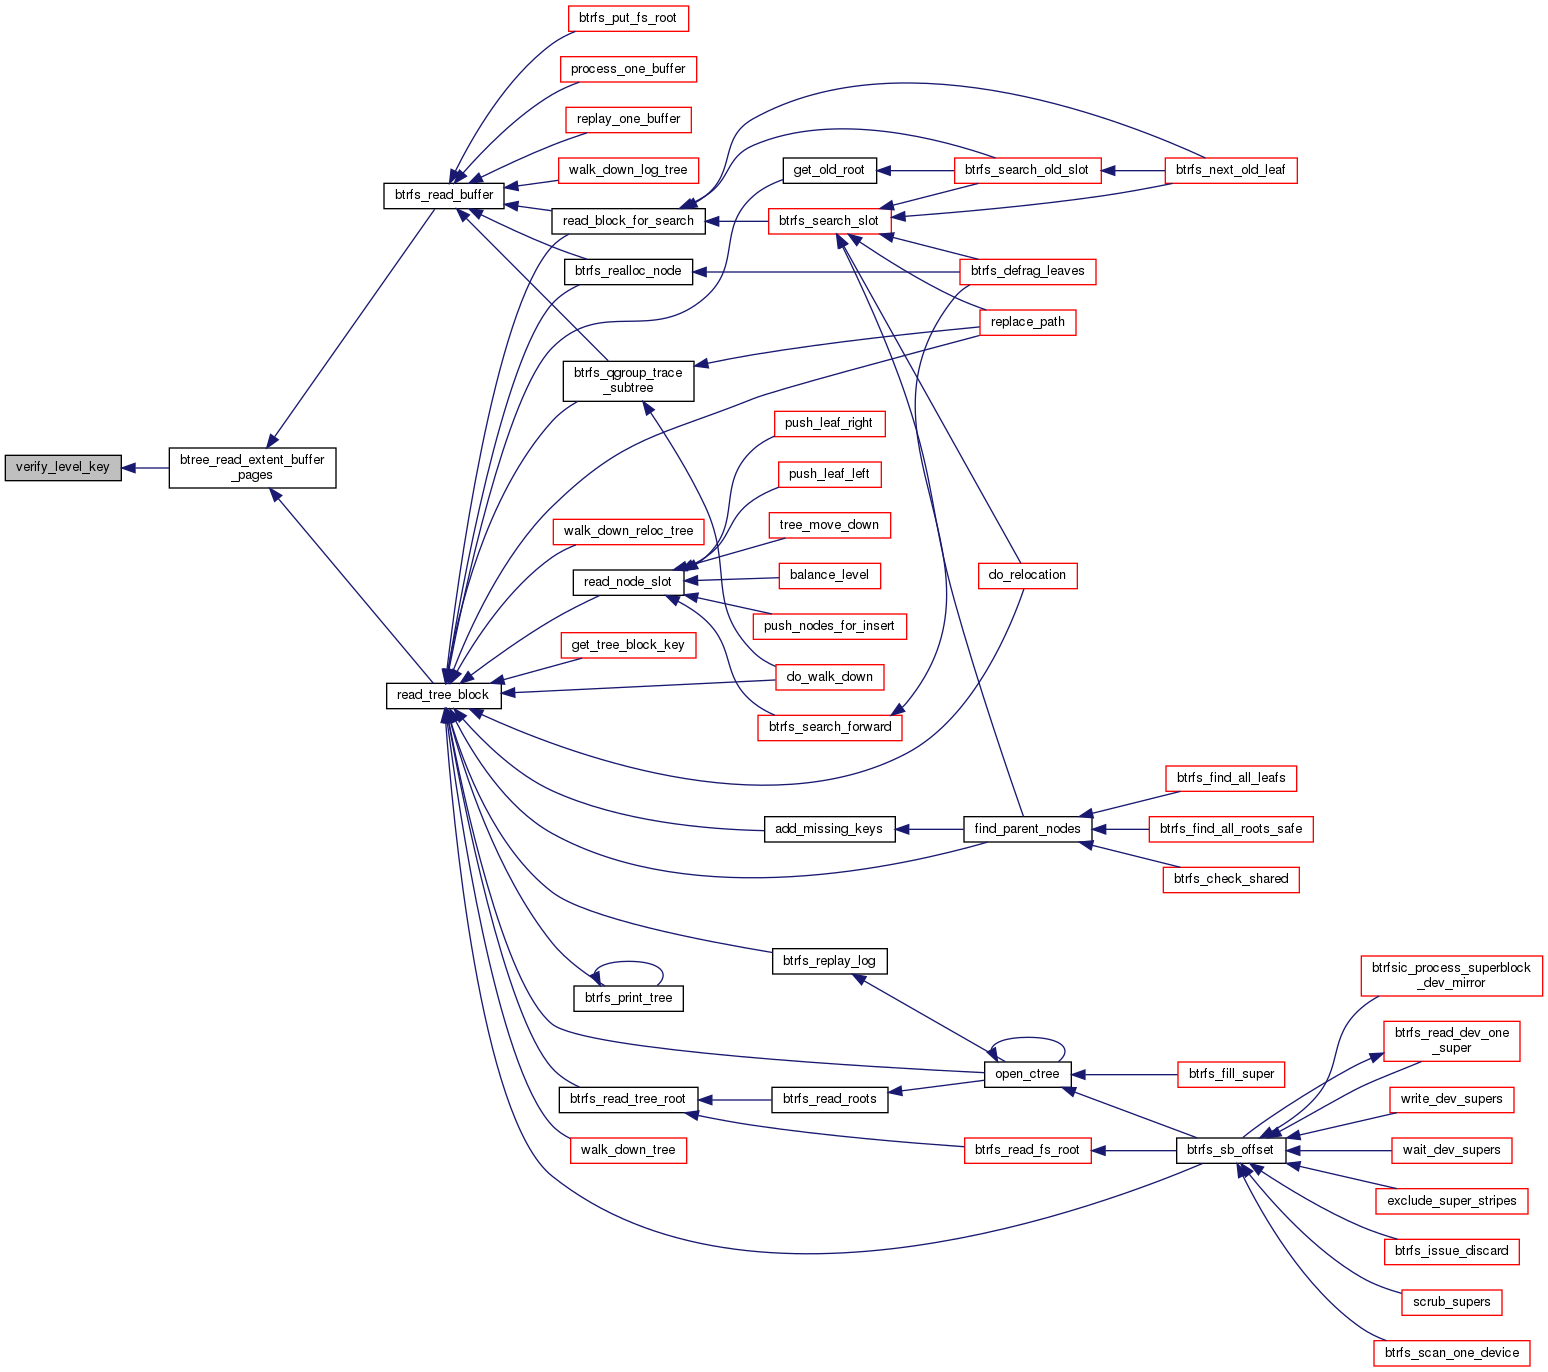 btrfs_put_fs_root
process_one_buffer
replay_one_buffer
walk_down_log_tree
get_old_root
btrfs_search_old_slot
btrfs_next_old_leaf
btrfs_read_buffer
read_block_for_search
btrfs_search_slot
btrfs_realloc_node
btrfs_defrag_leaves
replace_path
btrfs_qgroup_trace
_subtree
push_leaf_right
verify_level_key
btree_read_extent_buffer
_pages
push_leaf_left
walk_down_reloc_tree
tree_move_down
read_node_slot
balance_level
do_relocation
push_nodes_for_insert
get_tree_block_key
do_walk_down
read_tree_block
btrfs_search_forward
btrfs_find_all_leafs
add_missing_keys
find_parent_nodes
btrfs_find_all_roots_safe
btrfs_check_shared
btrfs_replay_log
btrfsic_process_superblock
_dev_mirror
btrfs_print_tree
btrfs_read_dev_one
_super
open_ctree
btrfs_fill_super
btrfs_read_tree_root
btrfs_read_roots
write_dev_supers
walk_down_tree
btrfs_read_fs_root
btrfs_sb_offset
wait_dev_supers
exclude_super_stripes
btrfs_issue_discard
scrub_supers
btrfs_scan_one_device